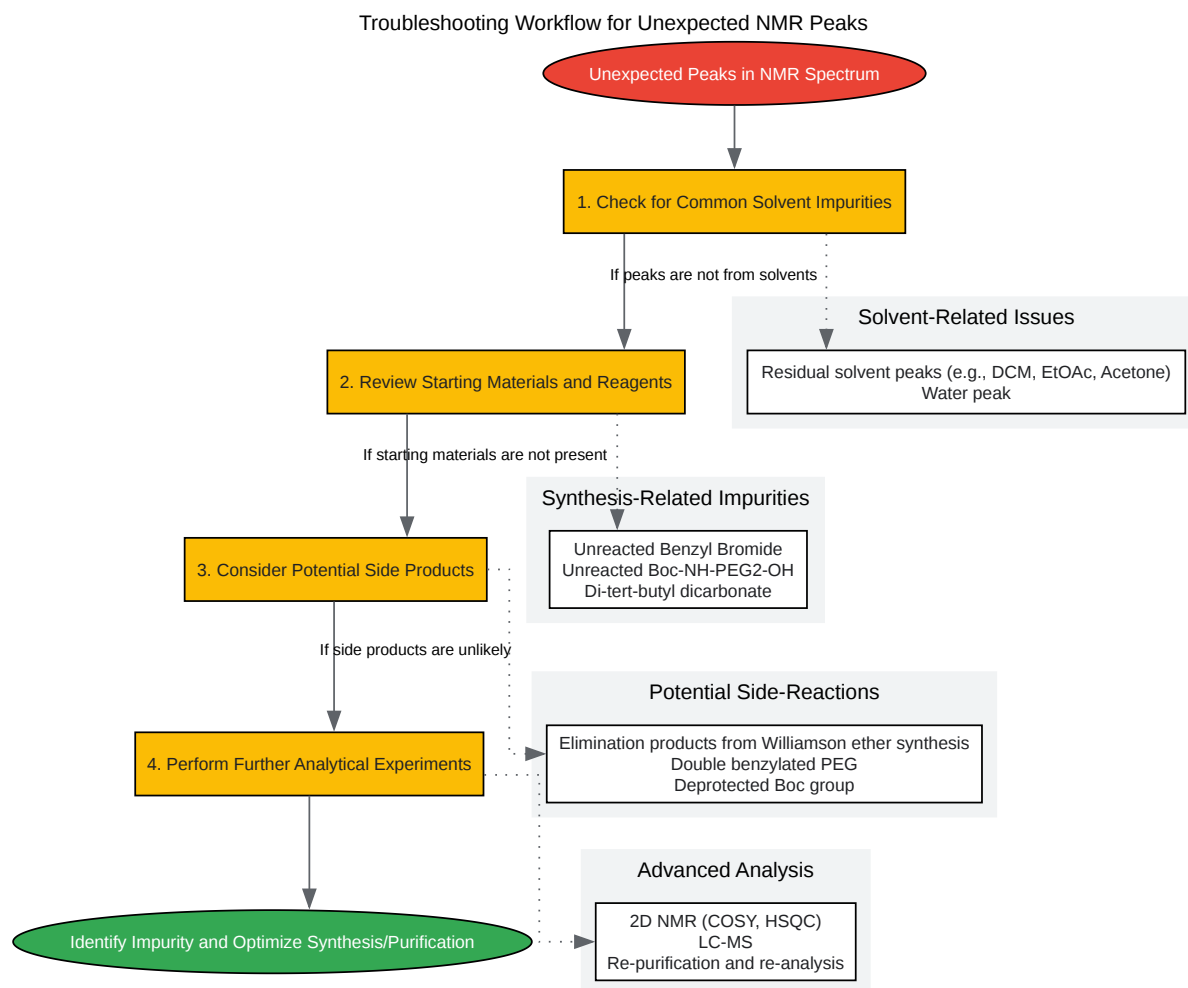 Troubleshooting Workflow for Unexpected NMR Peaks
Unexpected Peaks in NMR Spectrum
1. Check for Common Solvent Impurities
If peaks are not from solvents
Solvent-Related Issues
Residual solvent peaks (e.g., DCM, EtOAc, Acetone)
Water peak
2. Review Starting Materials and Reagents
If starting materials are not present
Synthesis-Related Impurities
Unreacted Benzyl Bromide
Unreacted Boc-NH-PEG2-OH
Di-tert-butyl dicarbonate
3. Consider Potential Side Products
If side products are unlikely
Potential Side-Reactions
Elimination products from Williamson ether synthesis
Double benzylated PEG
Deprotected Boc group
4. Perform Further Analytical Experiments
Advanced Analysis
2D NMR (COSY, HSQC)
LC-MS
Re-purification and re-analysis
Identify Impurity and Optimize Synthesis/Purification